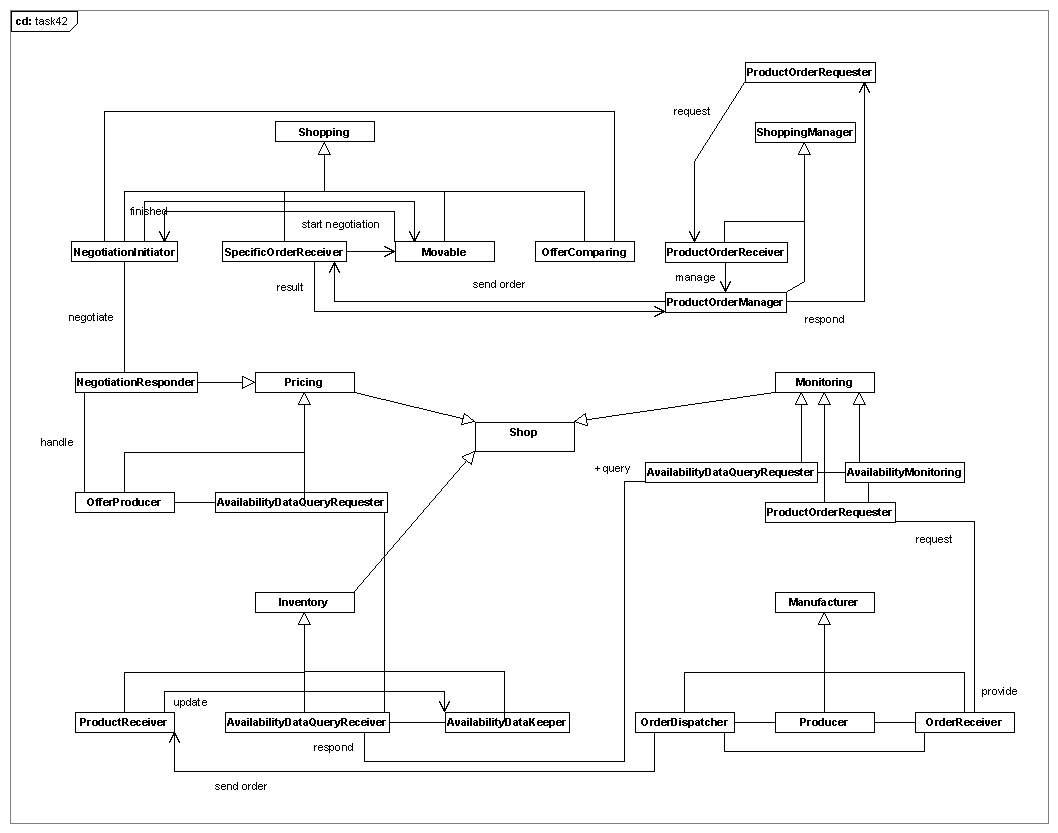 cd: task42
ProductOrderRequester
request
Shopping
ShoppingManager
finished
start negotiation
NegotiationInitiator
SpecificOrderReceiver
Movable
OfferComparing
ProductOrderReceiver
manage
result
send order
ProductOrderManager
respond
negotiate
NegotiationResponder
Pricing
Monitoring
Shop
handle
+query
AvailabilityDataQueryRequester
AvailabilityMonitoring
OfferProducer
AvailabilityDataQueryRequester
ProductOrderRequester
request
Inventory
Manufacturer
provide
update
ProductReceiver
AvailabilityDataQueryReceiver
AvailabilityDataKeeper
OrderDispatcher
Producer
OrderReceiver
respond
send order